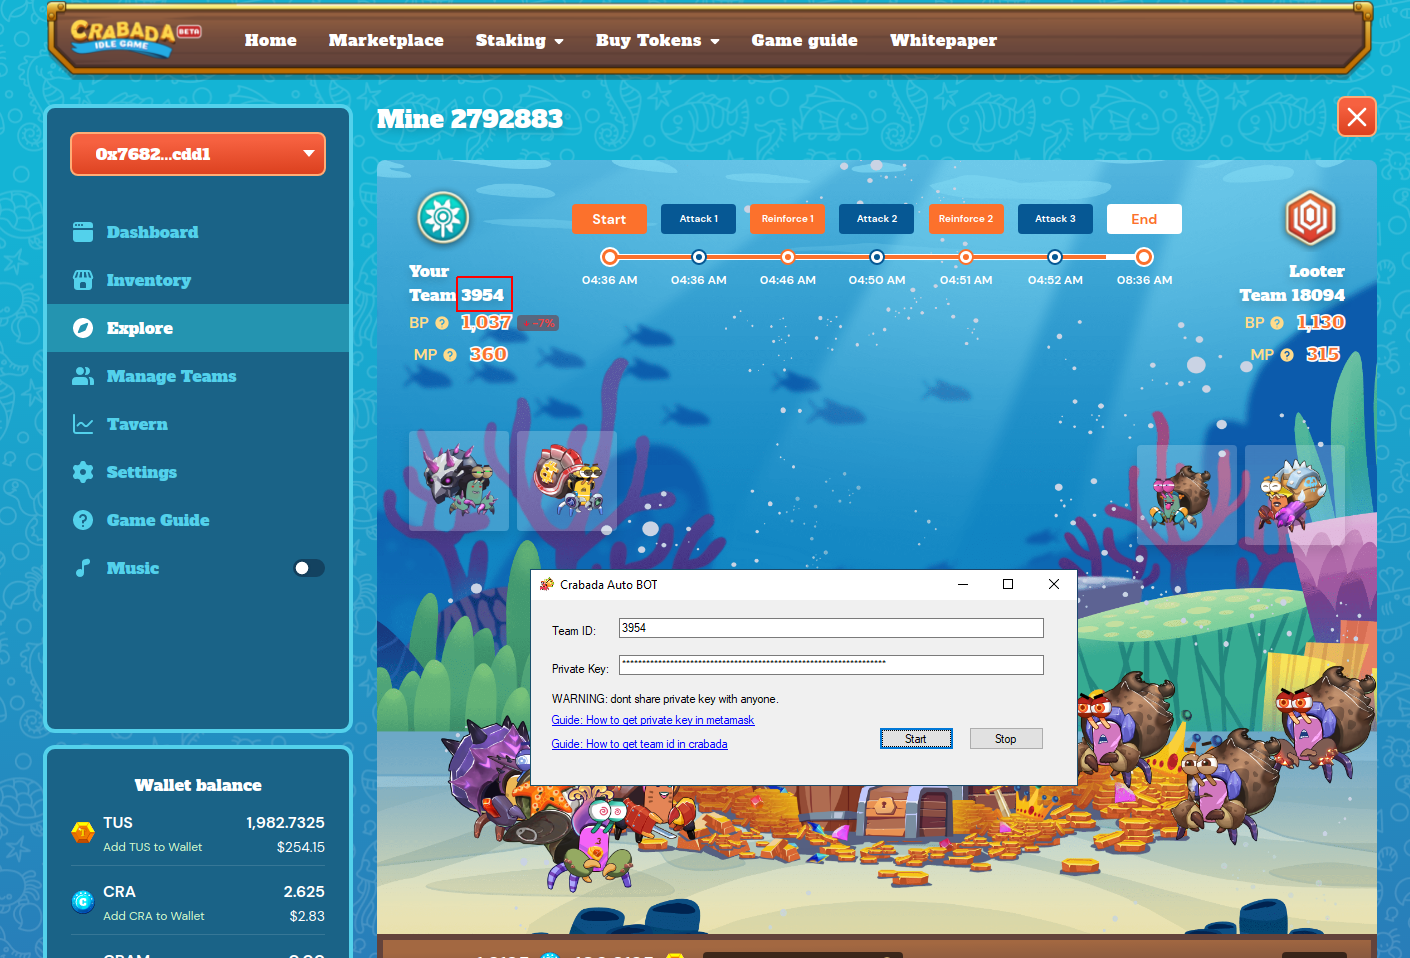 CRABADA BETA
IDLE GAME
Home
Marketplace
Staking
Buy Tokens
Game guide
Whitepaper
0x7682...cdd1
Dashboard
Inventory
Explore
Manage Teams
Tavern
Settings
Game Guide
Music
Mine 2792883
Start
Attack 1
Reinforce 1
Attack 2
Reinforce 2
Attack 3
End
04:36 AM
04:36 AM
04:46 AM
04:50 AM
04:51 AM
04:52 AM
08:36 AM
Your
Team 3954
BP ? 1,037 -7%
MP ? 360
Looter
Team 18094
BP ? 1,130
MP ? 315
Crabada Auto BOT
Team ID:
3954
Private Key:
WARNING: dont share private key with anyone.
Guide: How to get private key in metamask
Guide: How to get team id in crabada
Start
Stop
Wallet balance
TUS 1,982.7325
Add TUS to Wallet $254.15
CRA 2.625
Add CRA to Wallet $2.83